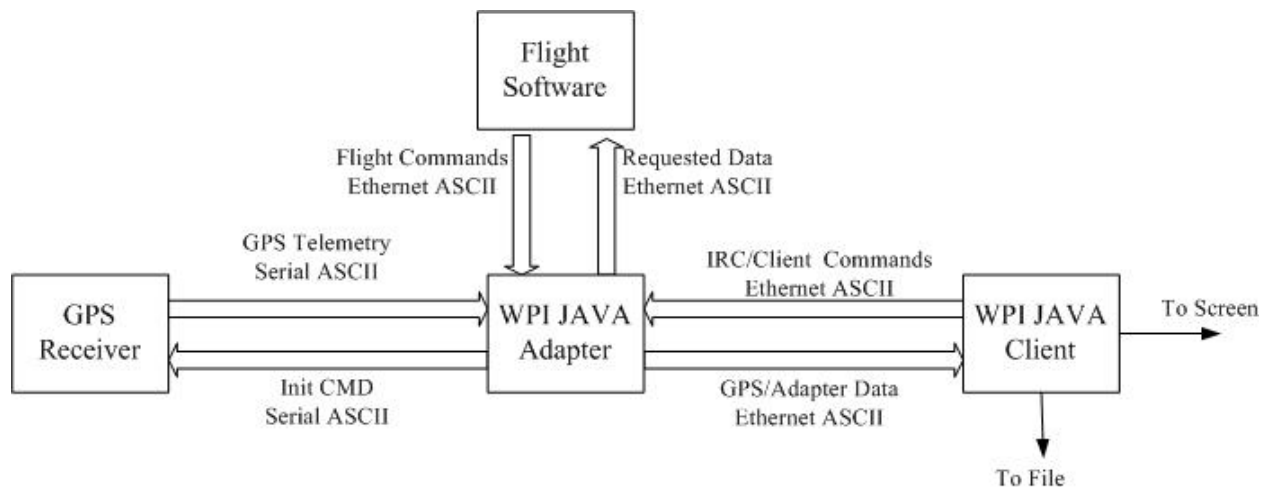 Flight
Software
Flight Commands
Ethernet ASCII
Requested Data
Ethernet ASCII
GPS Telemetry
Serial ASCII
IRC/Client Commands
Ethernet ASCII
GPS
Receiver
WPI JAVA
Adapter
WPI JAVA
Client
To Screen
Init CMD
Serial ASCII
GPS/Adapter Data
Ethernet ASCII
To File